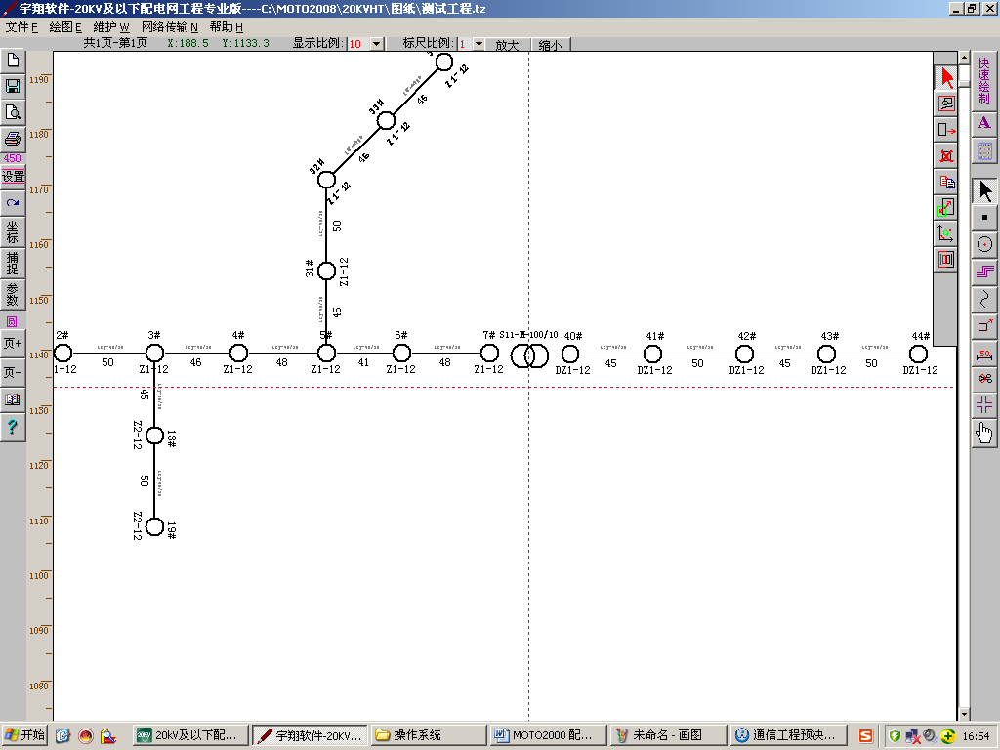 宇翔软件-20KV及以下配电网工程专业版----C:\MOTO2008\20KVHT\图纸\测试工程.tz
文件F 绘图E 维护W 网络传输N 帮助H
共1页-第1页 X:188.5 Y:1133.3 显示比例: 10 标尺比例: 1 放大 缩小
450
设置
坐标
捕捉
参数
圆
页+
页-
?
1190
1180
1170
1160
1150
1140
1130
1120
1110
1100
1090
1080
快速绘制
A
50
Z1-12
45
33#
Z1-12
45
32#
Z1-12
50
31#
Z1-12
45
2# 3# 4# 5# 6# 7# 40# 41# 42# 43# 44#
50 46 48 41 48 45 50 45 50
1-12 Z1-12 Z1-12 Z1-12 Z1-12 Z1-12 DZ1-12 DZ1-12 DZ1-12 DZ1-12 DZ1-12
45
Z2-12
18#
50
Z2-12
19#
开始 20kV及以下配... 宇翔软件-20KV... 操作系统 MOTO2000 配... 未命名 - 画图 通信工程预决... S 16:54